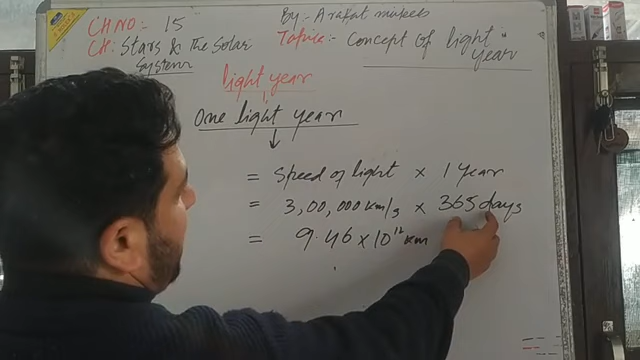 CH NO:- 15
By:- Arafat
CH: Stars & The Solar System
Topic:- Concept Of light year
light year
One light year
= Speed of light × 1 year
= 3,00,000 km/s × 365 days
= 9.46 × 10¹² km